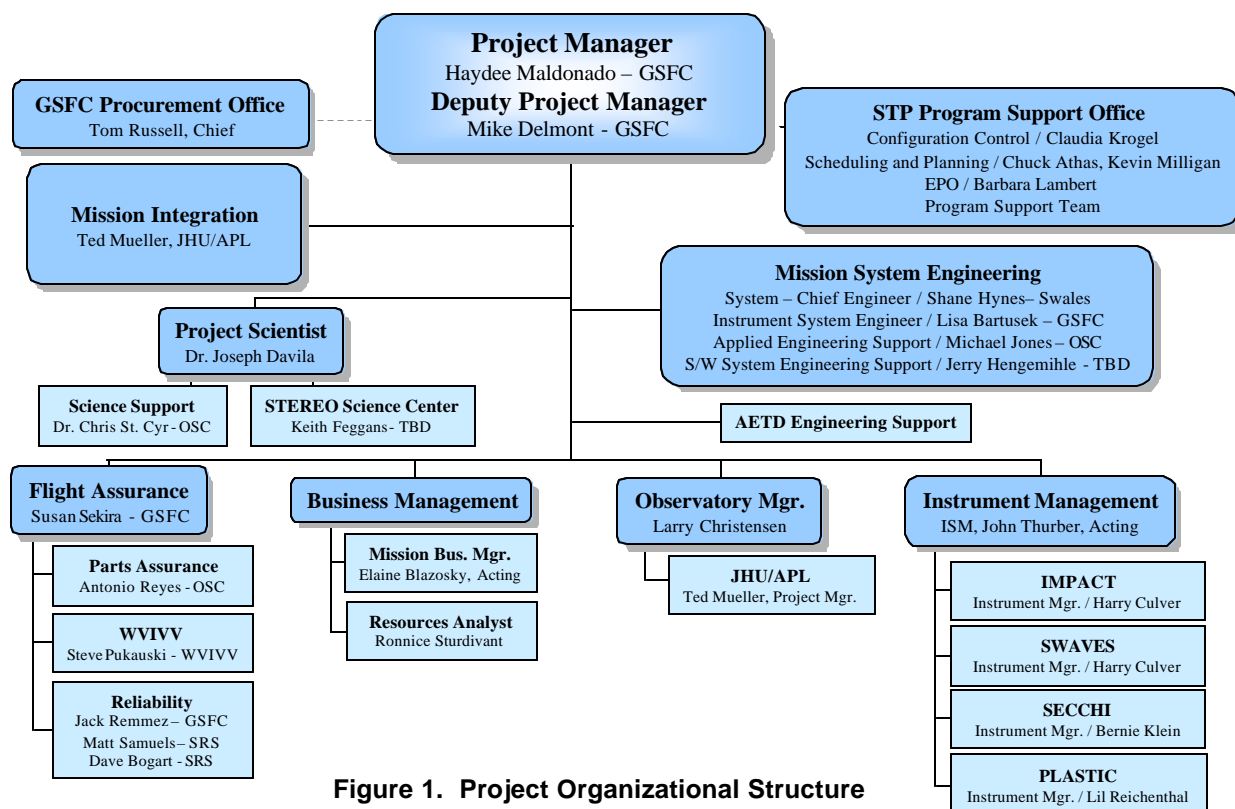 Project Manager
Haydee Maldonado – GSFC
Deputy Project Manager
Mike Delmont - GSFC
GSFC Procurement Office
Tom Russell, Chief
STP Program Support Office
Configuration Control / Claudia Krogel
Scheduling and Planning / Chuck Athas, Kevin Milligan
EPO / Barbara Lambert
Program Support Team
Mission Integration
Ted Mueller, JHU/APL
Mission System Engineering
System – Chief Engineer / Shane Hynes– Swales
Instrument System Engineer / Lisa Bartusek – GSFC
Applied Engineering Support / Michael Jones – OSC
S/W System Engineering Support / Jerry Hengemihle - TBD
Project Scientist
Dr. Joseph Davila
Science Support
Dr. Chris St. Cyr - OSC
STEREO Science Center
Keith Feggans- TBD
AETD Engineering Support
Flight Assurance
Susan Sekira - GSFC
Parts Assurance
Antonio Reyes - OSC
WVIVV
Steve Pukauski - WVIVV
Reliability
Jack Remmez – GSFC
Matt Samuels– SRS
Dave Bogart - SRS
Business Management
Mission Bus. Mgr.
Elaine Blazosky, Acting
Resources Analyst
Ronnice Sturdivant
Observatory Mgr.
Larry Christensen
JHU/APL
Ted Mueller, Project Mgr.
Instrument Management
ISM, John Thurber, Acting
IMPACT
Instrument Mgr. / Harry Culver
SWAVES
Instrument Mgr. / Harry Culver
SECCHI
Instrument Mgr. / Bernie Klein
PLASTIC
Instrument Mgr. / Lil Reichenthal
Figure 1. Project Organizational Structure